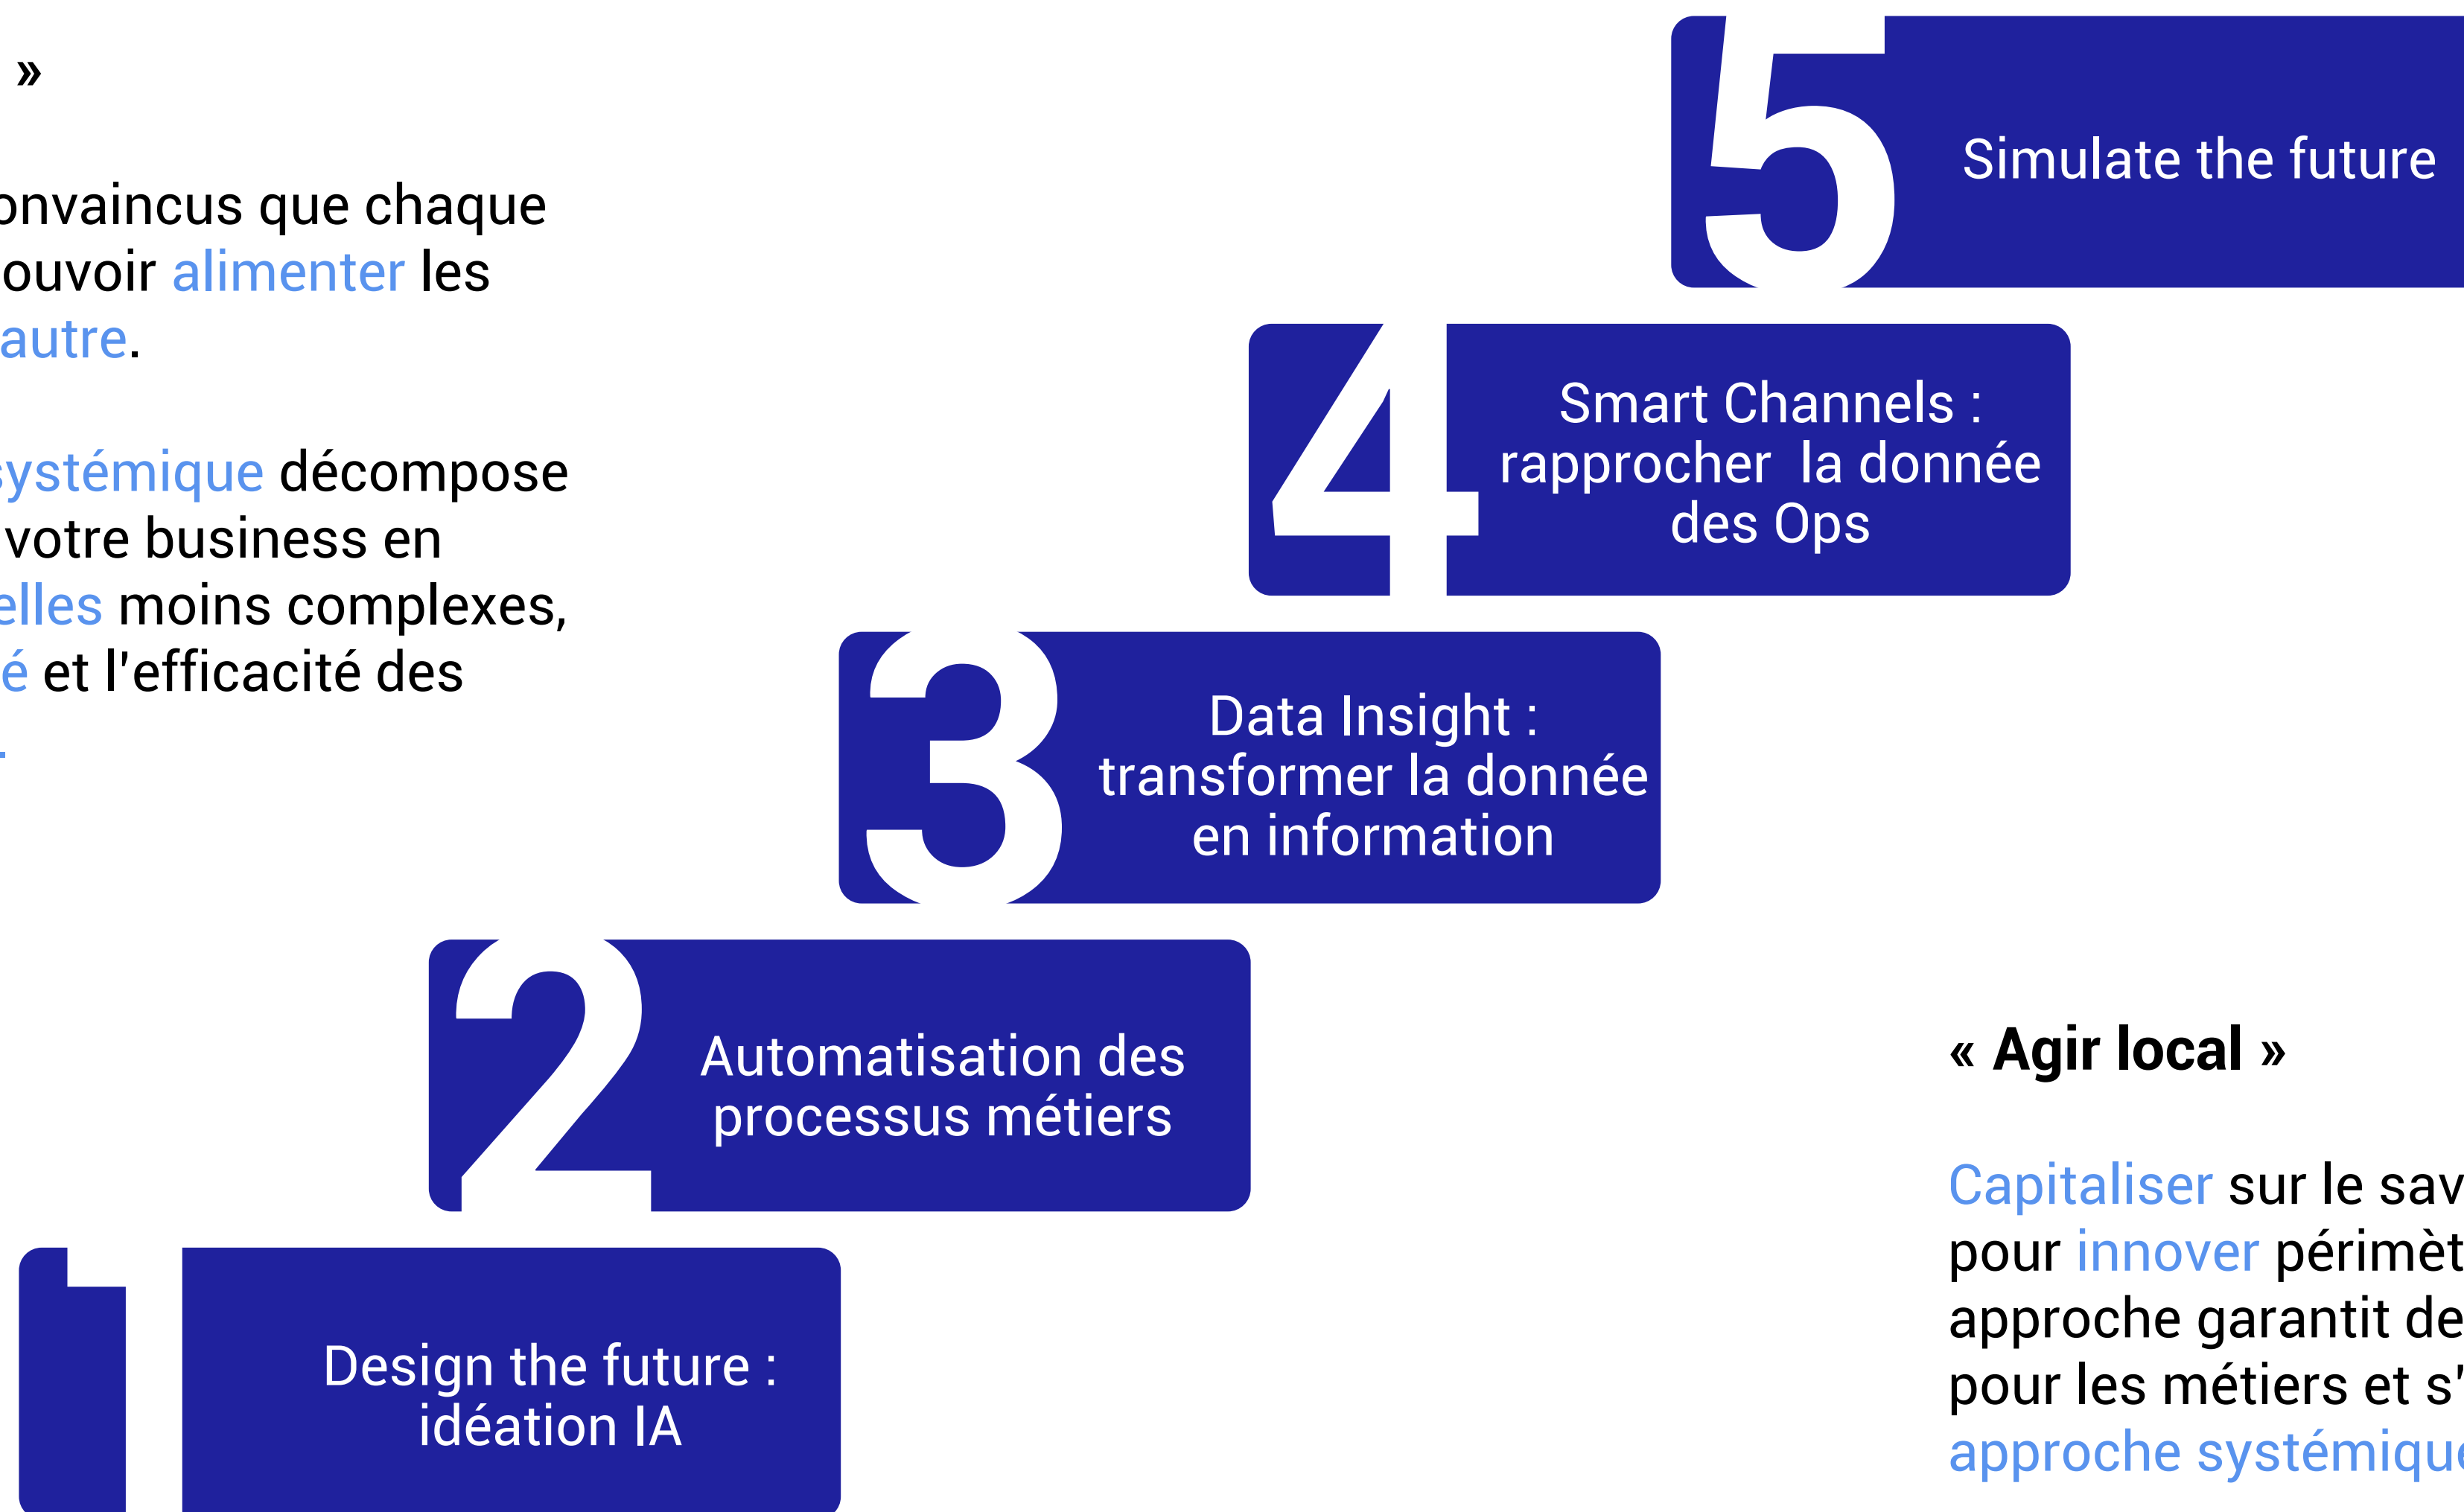 »
onvaincus que chaque
ouvoir alimenter les
autre.
systémique décompose
votre business en
elles moins complexes,
é et l'efficacité des
.
5
Simulate the future
4
Smart Channels :
rapprocher la donnée
des Ops
3
Data Insight :
transformer la donnée
en information
2
Automatisation des
processus métiers
1
Design the future :
idéation IA
« Agir local »
Capitaliser sur le sav
pour innover périmèt
approche garantit de
pour les métiers et s'
approche systémique